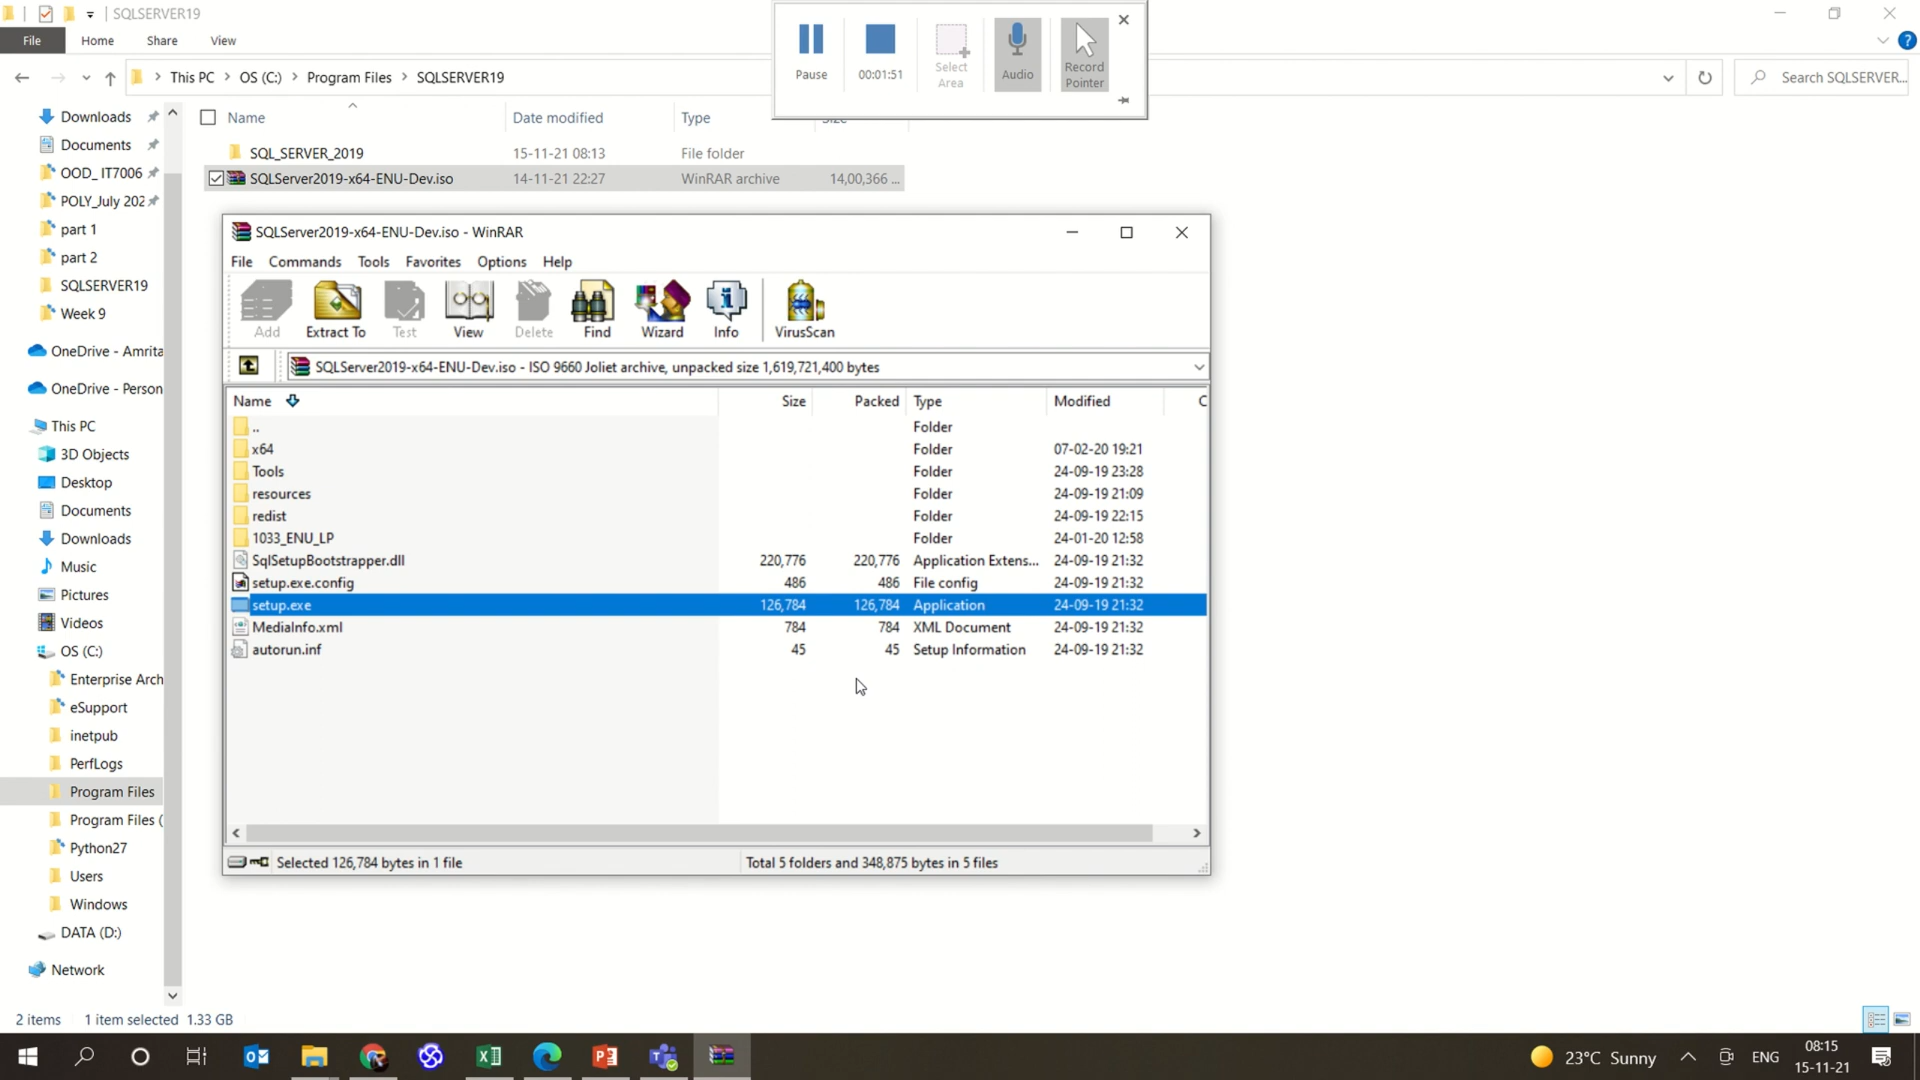 SQLSERVER19
File Home Share View
This PC OS (C:) Program Files SQLSERVER19
Search SQLSERVER...
Pause
00:01:51
Select Area
Audio
Record Pointer
Name Date modified Type
SQL_SERVER_2019 15-11-21 08:13 File folder
SQLServer2019-x64-ENU-Dev.iso 14-11-21 22:27 WinRAR archive 14,00,366 ...
Downloads
Documents
OOD_ IT7006
POLY_July 202
part 1
part 2
SQLSERVER19
Week 9
OneDrive - Amrita
OneDrive - Person
This PC
3D Objects
Desktop
Documents
Downloads
Music
Pictures
Videos
OS (C:)
Enterprise Arch
eSupport
inetpub
PerfLogs
Program Files
Program Files (
Python27
Users
Windows
DATA (D:)
Network
SQLServer2019-x64-ENU-Dev.iso - WinRAR
File Commands Tools Favorites Options Help
Add Extract To Test View Delete Find Wizard Info VirusScan
SQLServer2019-x64-ENU-Dev.iso - ISO 9660 Joliet archive, unpacked size 1,619,721,400 bytes
Name Size Packed Type Modified C
.. Folder
x64 Folder 07-02-20 19:21
Tools Folder 24-09-19 23:28
resources Folder 24-09-19 21:09
redist Folder 24-09-19 22:15
1033_ENU_LP Folder 24-01-20 12:58
SqlSetupBootstrapper.dll 220,776 220,776 Application Extens... 24-09-19 21:32
setup.exe.config 486 486 File config 24-09-19 21:32
setup.exe 126,784 126,784 Application 24-09-19 21:32
MediaInfo.xml 784 784 XML Document 24-09-19 21:32
autorun.inf 45 45 Setup Information 24-09-19 21:32
Selected 126,784 bytes in 1 file
Total 5 folders and 348,875 bytes in 5 files
2 items 1 item selected 1.33 GB
23°C Sunny
ENG
08:15
15-11-21